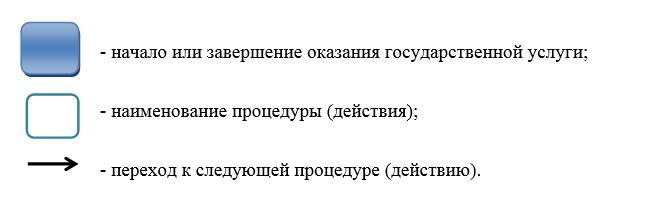 - начало или завершение оказания государственной услуги;
- наименование процедуры (действия);
- переход к следующей процедуре (действию).